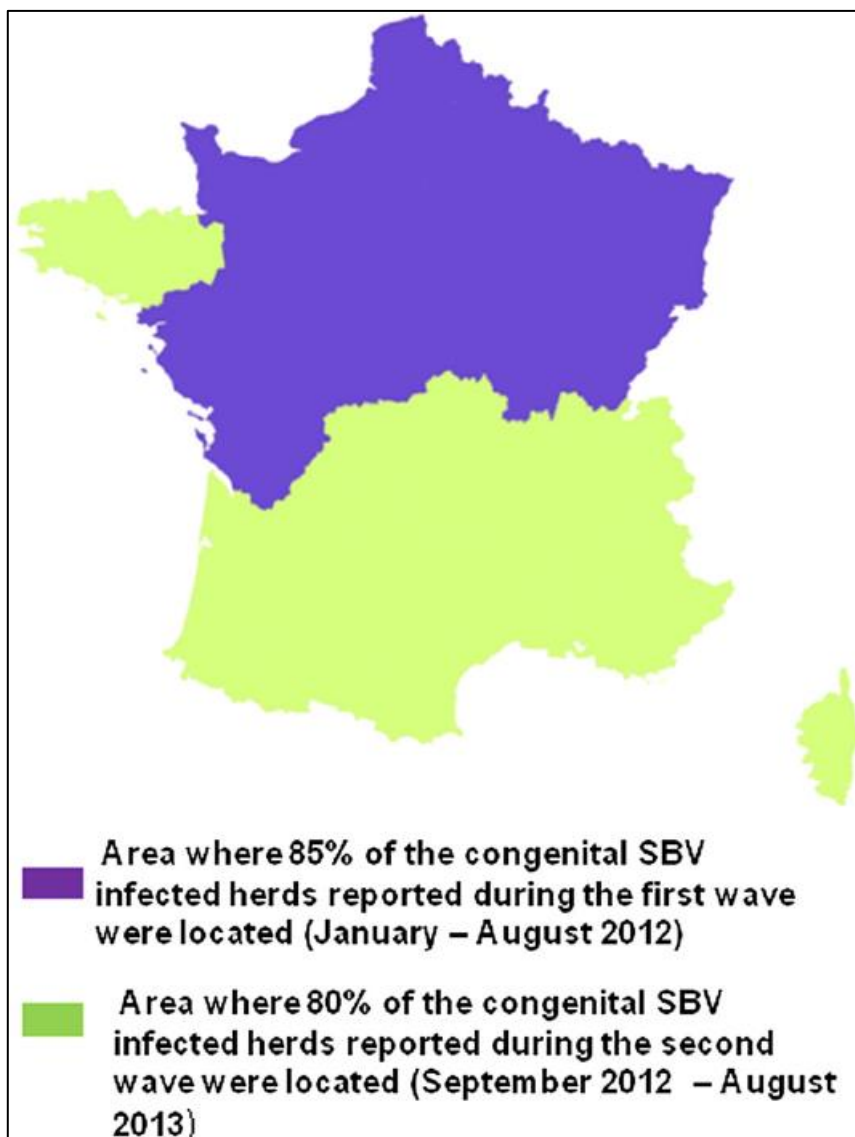 Area where 85% of the congenital SBV
infected herds reported during the first wave
were located (January – August 2012)
Area where 80% of the congenital SBV
infected herds reported during the second
wave were located (September 2012 – August
2013)